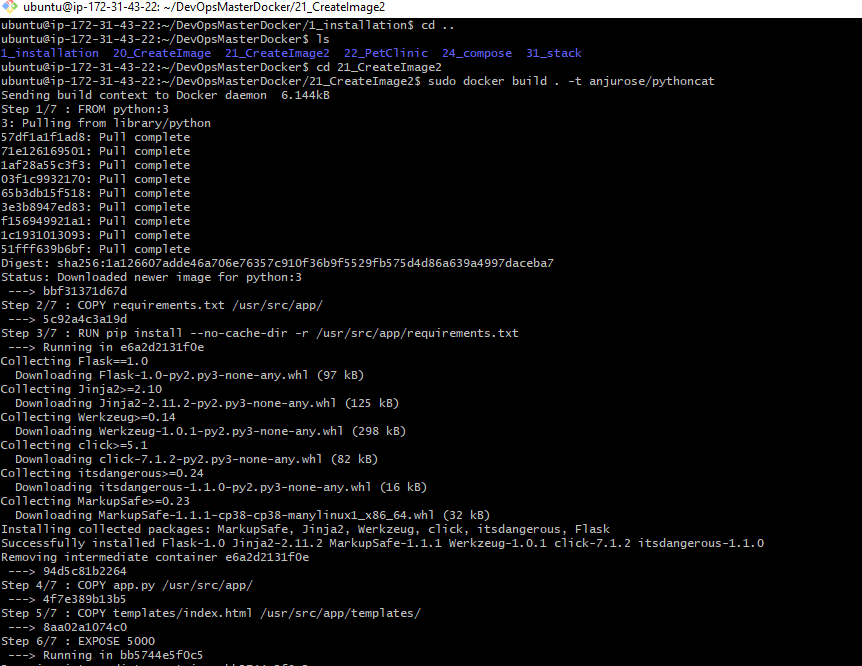 ubuntu@ip-172-31-43-22: ~/DevOpsMasterDocker/21_CreateImage2
ubuntu@ip-172-31-43-22:~/DevOpsMasterDocker/1_installation$ cd ..
ubuntu@ip-172-31-43-22:~/DevOpsMasterDocker$ ls
1_installation  20_CreateImage  21_CreateImage2  22_PetClinic  24_compose  31_stack
ubuntu@ip-172-31-43-22:~/DevOpsMasterDocker$ cd 21_CreateImage2
ubuntu@ip-172-31-43-22:~/DevOpsMasterDocker/21_CreateImage2$ sudo docker build . -t anjurose/pythoncat
Sending build context to Docker daemon  6.144kB
Step 1/7 : FROM python:3
3: Pulling from library/python
57df1a1f1ad8: Pull complete
71e126169501: Pull complete
1af28a55c3f3: Pull complete
03f1c9932170: Pull complete
65b3db15f518: Pull complete
3e3b8947ed83: Pull complete
f156949921a1: Pull complete
1c1931013093: Pull complete
51fff639b6bf: Pull complete
Digest: sha256:1a126607adde46a706e76357c910f36b9f5529fb575d4d86a639a4997daceba7
Status: Downloaded newer image for python:3
 ---> bbf31371d67d
Step 2/7 : COPY requirements.txt /usr/src/app/
 ---> 5c92a4c3a19d
Step 3/7 : RUN pip install --no-cache-dir -r /usr/src/app/requirements.txt
 ---> Running in e6a2d2131f0e
Collecting Flask==1.0
  Downloading Flask-1.0-py2.py3-none-any.whl (97 kB)
Collecting Jinja2>=2.10
  Downloading Jinja2-2.11.2-py2.py3-none-any.whl (125 kB)
Collecting Werkzeug>=0.14
  Downloading Werkzeug-1.0.1-py2.py3-none-any.whl (298 kB)
Collecting click>=5.1
  Downloading click-7.1.2-py2.py3-none-any.whl (82 kB)
Collecting itsdangerous>=0.24
  Downloading itsdangerous-1.1.0-py2.py3-none-any.whl (16 kB)
Collecting MarkupSafe>=0.23
  Downloading MarkupSafe-1.1.1-cp38-cp38-manylinux1_x86_64.whl (32 kB)
Installing collected packages: MarkupSafe, Jinja2, Werkzeug, click, itsdangerous, Flask
Successfully installed Flask-1.0 Jinja2-2.11.2 MarkupSafe-1.1.1 Werkzeug-1.0.1 click-7.1.2 itsdangerous-1.1.0
Removing intermediate container e6a2d2131f0e
 ---> 94d5c81b2264
Step 4/7 : COPY app.py /usr/src/app/
 ---> 4f7e389b13b5
Step 5/7 : COPY templates/index.html /usr/src/app/templates/
 ---> 8aa02a1074c0
Step 6/7 : EXPOSE 5000
 ---> Running in bb5744e5f0c5